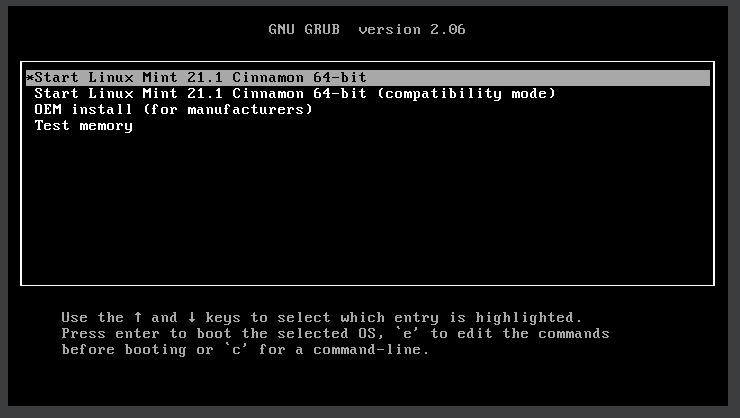 GNU GRUB  version 2.06
*Start Linux Mint 21.1 Cinnamon 64-bit
Start Linux Mint 21.1 Cinnamon 64-bit (compatibility mode)
OEM install (for manufacturers)
Test memory
Use the ↑ and ↓ keys to select which entry is highlighted.
Press enter to boot the selected OS, `e' to edit the commands
before booting or `c' for a command-line.